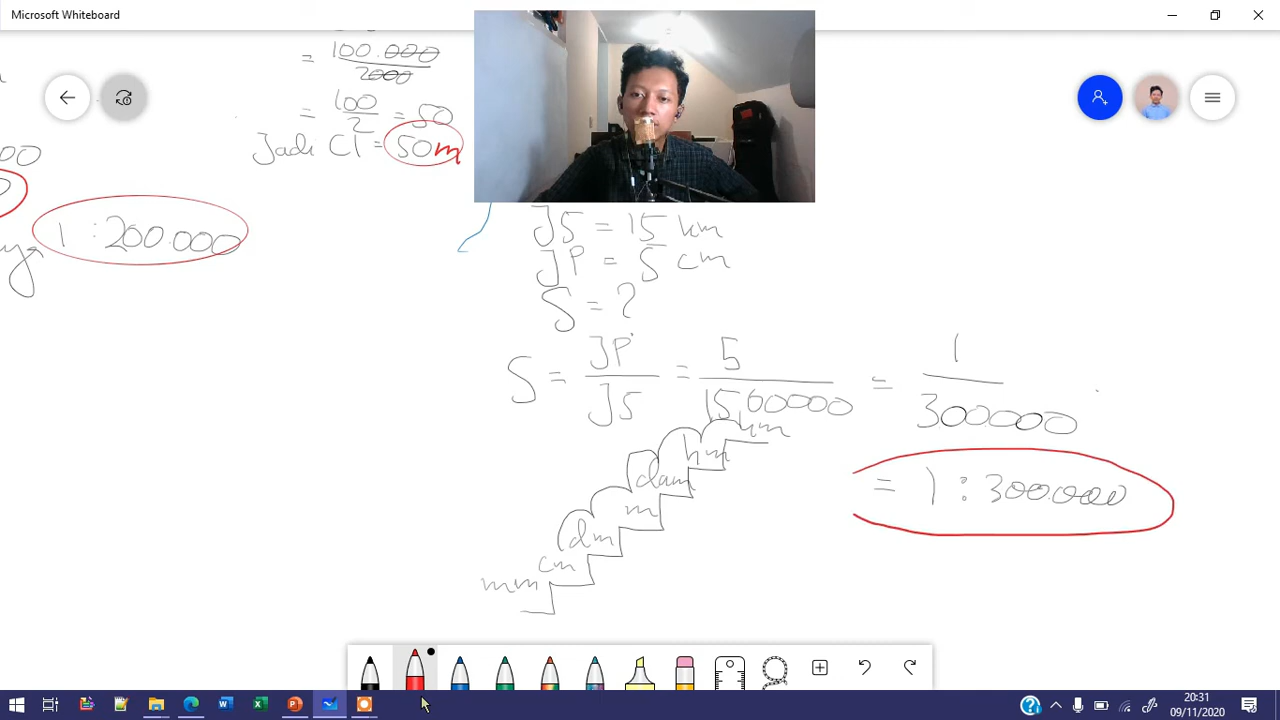 Microsoft Whiteboard
= 100.000
2000
= 100 = 50
2
Jadi CI = 50m
1 : 200.000
JS = 15 km
JP = 5 cm
S = ?
S = JP = 5 = 1
JS 1500000 300000
km
hm
dam
m
dm
cm
mm
= 1 : 300.000
20:31
09/11/2020